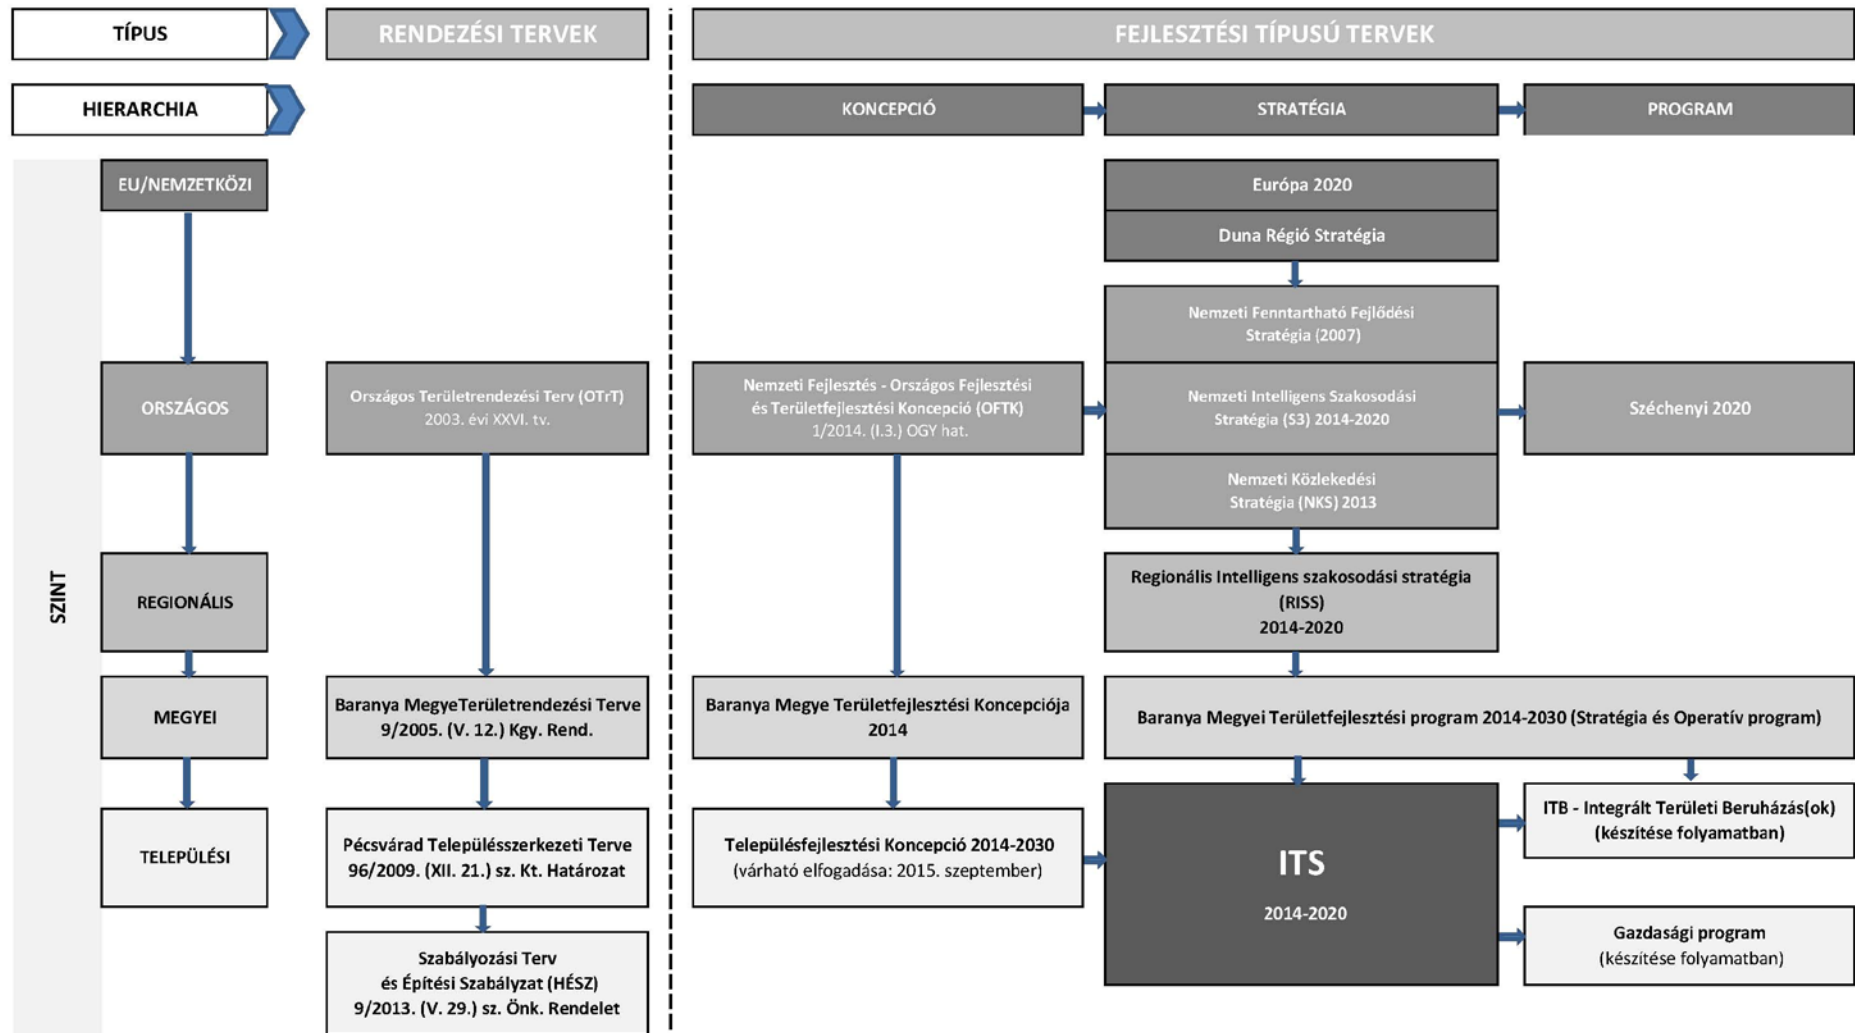 TÍPUS
RENDEZÉSI TERVEK
FEJLESZTÉSI TÍPUSÚ TERVEK
HIERARCHIA
KONCEPCIÓ
STRATÉGIA
PROGRAM
SZINT
EU/NEMZETKÖZI
Európa 2020
Duna Régió Stratégia
Nemzeti Fenntartható Fejlődési
Stratégia (2007)
ORSZÁGOS
Országos Területrendezési Terv (OTrT)
2003. évi XXVI. tv.
Nemzeti Fejlesztés - Országos Fejlesztési
és Területfejlesztési Koncepció (OFTK)
1/2014. (I.3.) OGY hat.
Nemzeti Intelligens Szakosodási
Stratégia (S3) 2014-2020
Széchenyi 2020
Nemzeti Közlekedési
Stratégia (NKS) 2013
REGIONÁLIS
Regionális Intelligens szakosodási stratégia
(RISS)
2014-2020
MEGYEI
Baranya MegyeTerületrendezési Terve
9/2005. (V. 12.) Kgy. Rend.
Baranya Megye Területfejlesztési Koncepciója
2014
Baranya Megyei Területfejlesztési program 2014-2030 (Stratégia és Operatív program)
TELEPÜLÉSI
Pécsvárad Településszerkezeti Terve
96/2009. (XII. 21.) sz. Kt. Határozat
Településfejlesztési Koncepció 2014-2030
(várható elfogadása: 2015. szeptember)
ITS
2014-2020
ITB - Integrált Területi Beruházás(ok)
(készítése folyamatban)
Gazdasági program
(készítése folyamatban)
Szabályozási Terv
és Építési Szabályzat (HÉSZ)
9/2013. (V. 29.) sz. Önk. Rendelet